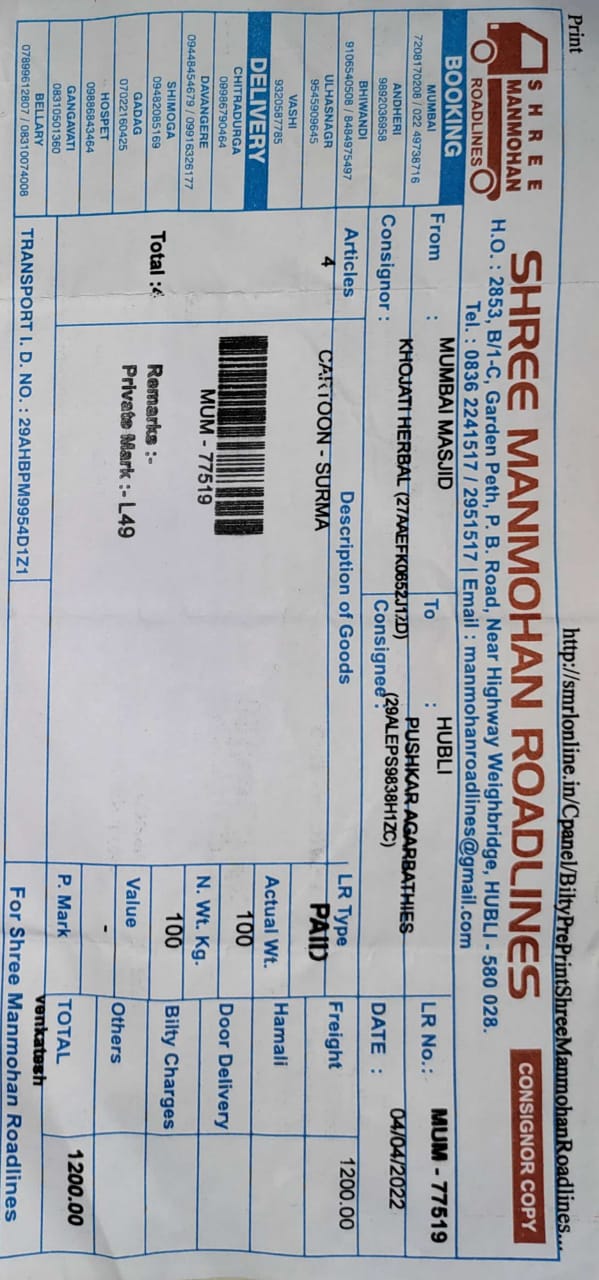 Print
http://smrlonline.in/Cpanel/BiltyPrePrintShreeManmohanRoadlines...
SHREE
MANMOHAN
ROADLINES
SHREE MANMOHAN ROADLINES
CONSIGNOR COPY
H.O. : 2853, B/1-C, Garden Peth, P. B. Road, Near Highway Weighbridge, HUBLI - 580 028.
Tel. : 0836 2241517 / 2951517 | Email : manmohanroadlines@gmail.com
BOOKING
MUMBAI
7208170208 / 022 49738716
ANDHERI
9892036958
BHIWANDI
9106540508 / 8484975497
ULHASNAGR
9545909645
VASHI
9320587785
DELIVERY
CHITRADURGA
09986790464
DAVANGERE
09448454679 / 09916326177
SHIMOGA
09482085169
GADAG
07022160425
HOSPET
09886843464
GANGAVATI
08310501360
BELLARY
07899612807 / 08310074008
From : MUMBAI MASJID
To : HUBLI
LR No.: MUM - 77519
Consignor : KHOJATI HERBAL (27AAEFK0652J1ZD)
Consignee : PUSHKAR AGARBATHIES
(29ALEPS9838H1ZC)
DATE : 04/04/2022
Articles
Description of Goods
LR Type
Freight
1200.00
4
CARTOON - SURMA
PAID
MUM - 77519
Actual Wt.
Hamali
100
Door Delivery
N. Wt. Kg.
100
Bilty Charges
Total :4
Remarks :-
Private Mark :- L49
Value
-
Others
P. Mark
TOTAL
1200.00
TRANSPORT I. D. NO. : 29AHBPM9954D1Z1
venkatesh
For Shree Manmohan Roadlines